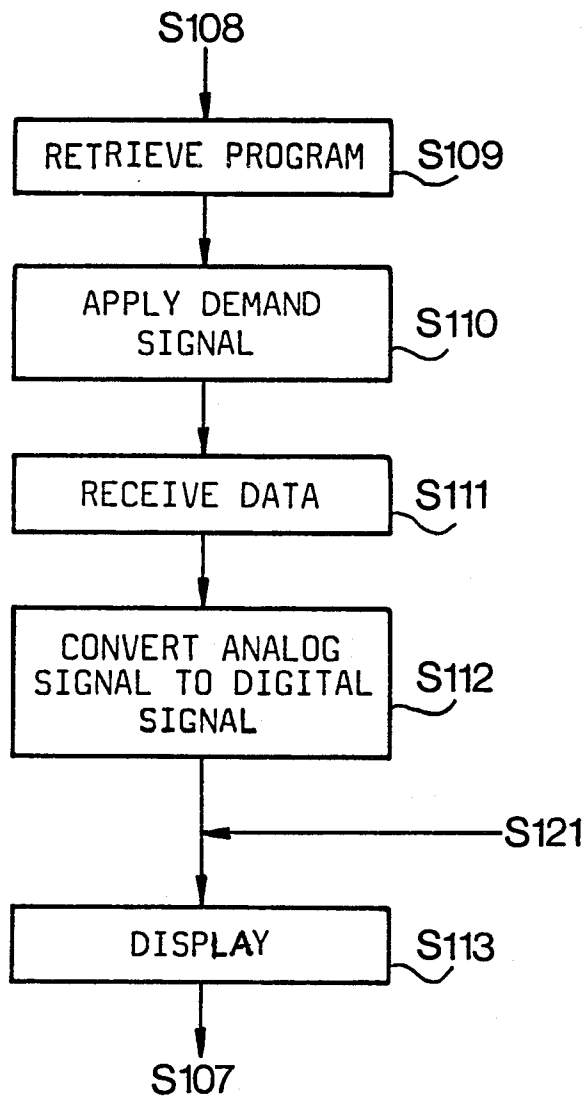 S108
RETRIEVE PROGRAM
S109
APPLY DEMAND
SIGNAL
S110
RECEIVE DATA
S111
CONVERT ANALOG
SIGNAL TO DIGITAL
SIGNAL
S112
S121
DISPLAY
S113
S107